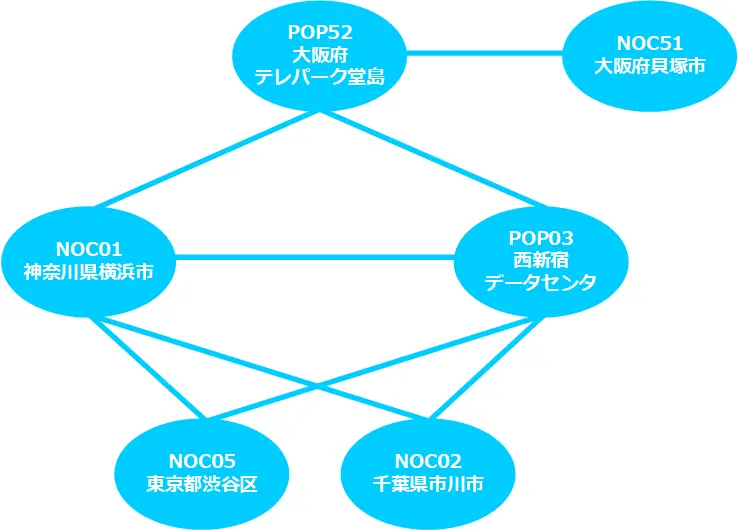 POP52
大阪府
テレパーク堂島
NOC51
大阪府貝塚市
NOC01
神奈川県横浜市
POP03
西新宿
データセンタ
NOC05
東京都渋谷区
NOC02
千葉県市川市